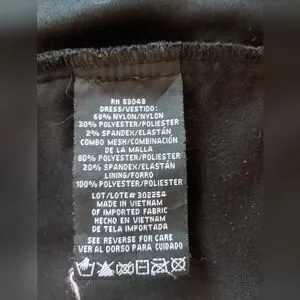 RN 53048
DRESS/VESTIDO:
68% NYLON/NYLON
30% POLYESTER/POLIESTER
2% SPANDEX/ELASTÁN
COMBO MESH/COMBINACIÓN
DE LA MALLA
80% POLYESTER/POLIESTER
20% SPANDEX/ELASTÁN
LINING/FORRO
100% POLYESTER/POLIESTER
LOT/LOTE# 302254
MADE IN VIETNAM
OF IMPORTED FABRIC
HECHO EN VIETNAM
DE TELA IMPORTADA
SEE REVERSE FOR CARE
VER AL DORSO PARA CUIDADO